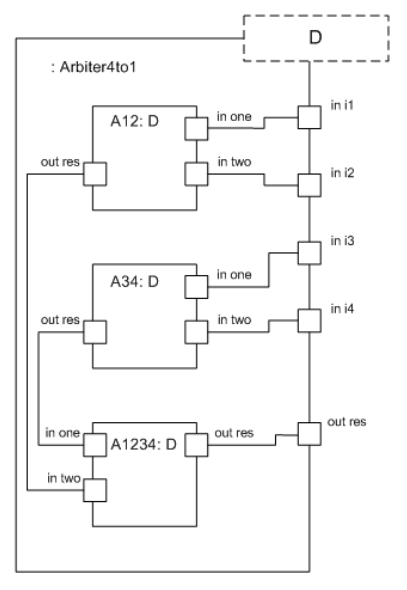 D
: Arbiter4to1
in i1
A12: D
in one
out res
in two
in i2
in i3
A34: D
in one
in i4
out res
in two
out res
in one
A1234: D
out res
in two